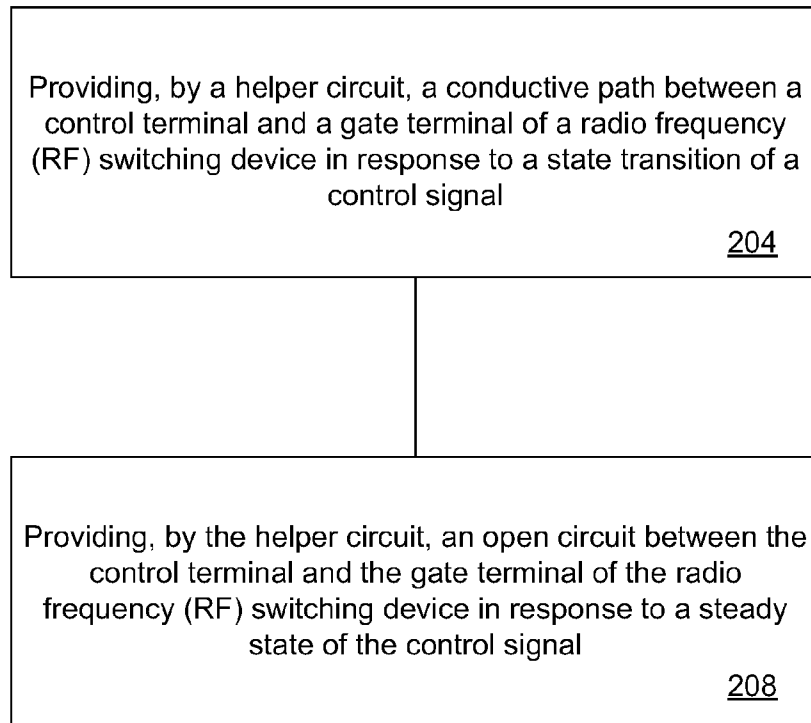 Providing, by a helper circuit, a conductive path between a
control terminal and a gate terminal of a radio frequency
(RF) switching device in response to a state transition of a
control signal
204
Providing, by the helper circuit, an open circuit between the
control terminal and the gate terminal of the radio
frequency (RF) switching device in response to a steady
state of the control signal
208